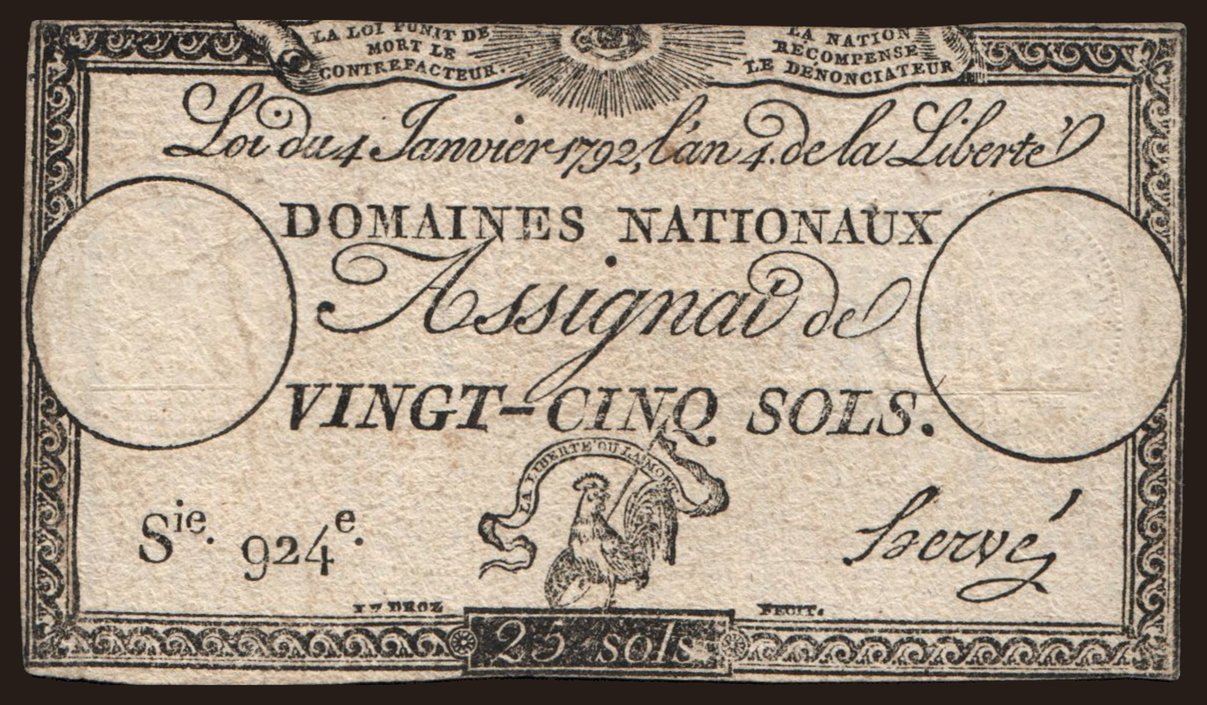 LA LOI PUNIT DE
MORT LE
CONTREFACTEUR.
LA NATION
RECOMPENSE
LE DENONCIATEUR
Loi du 4 Janvier 1792, l'an 4. de la Liberté
DOMAINES NATIONAUX
Assignat de
VINGT-CINQ SOLS.
LA LIBERTE OU LA MORT
Sie. 924e.
Hervé
DROZ
FECIT.
25 sols